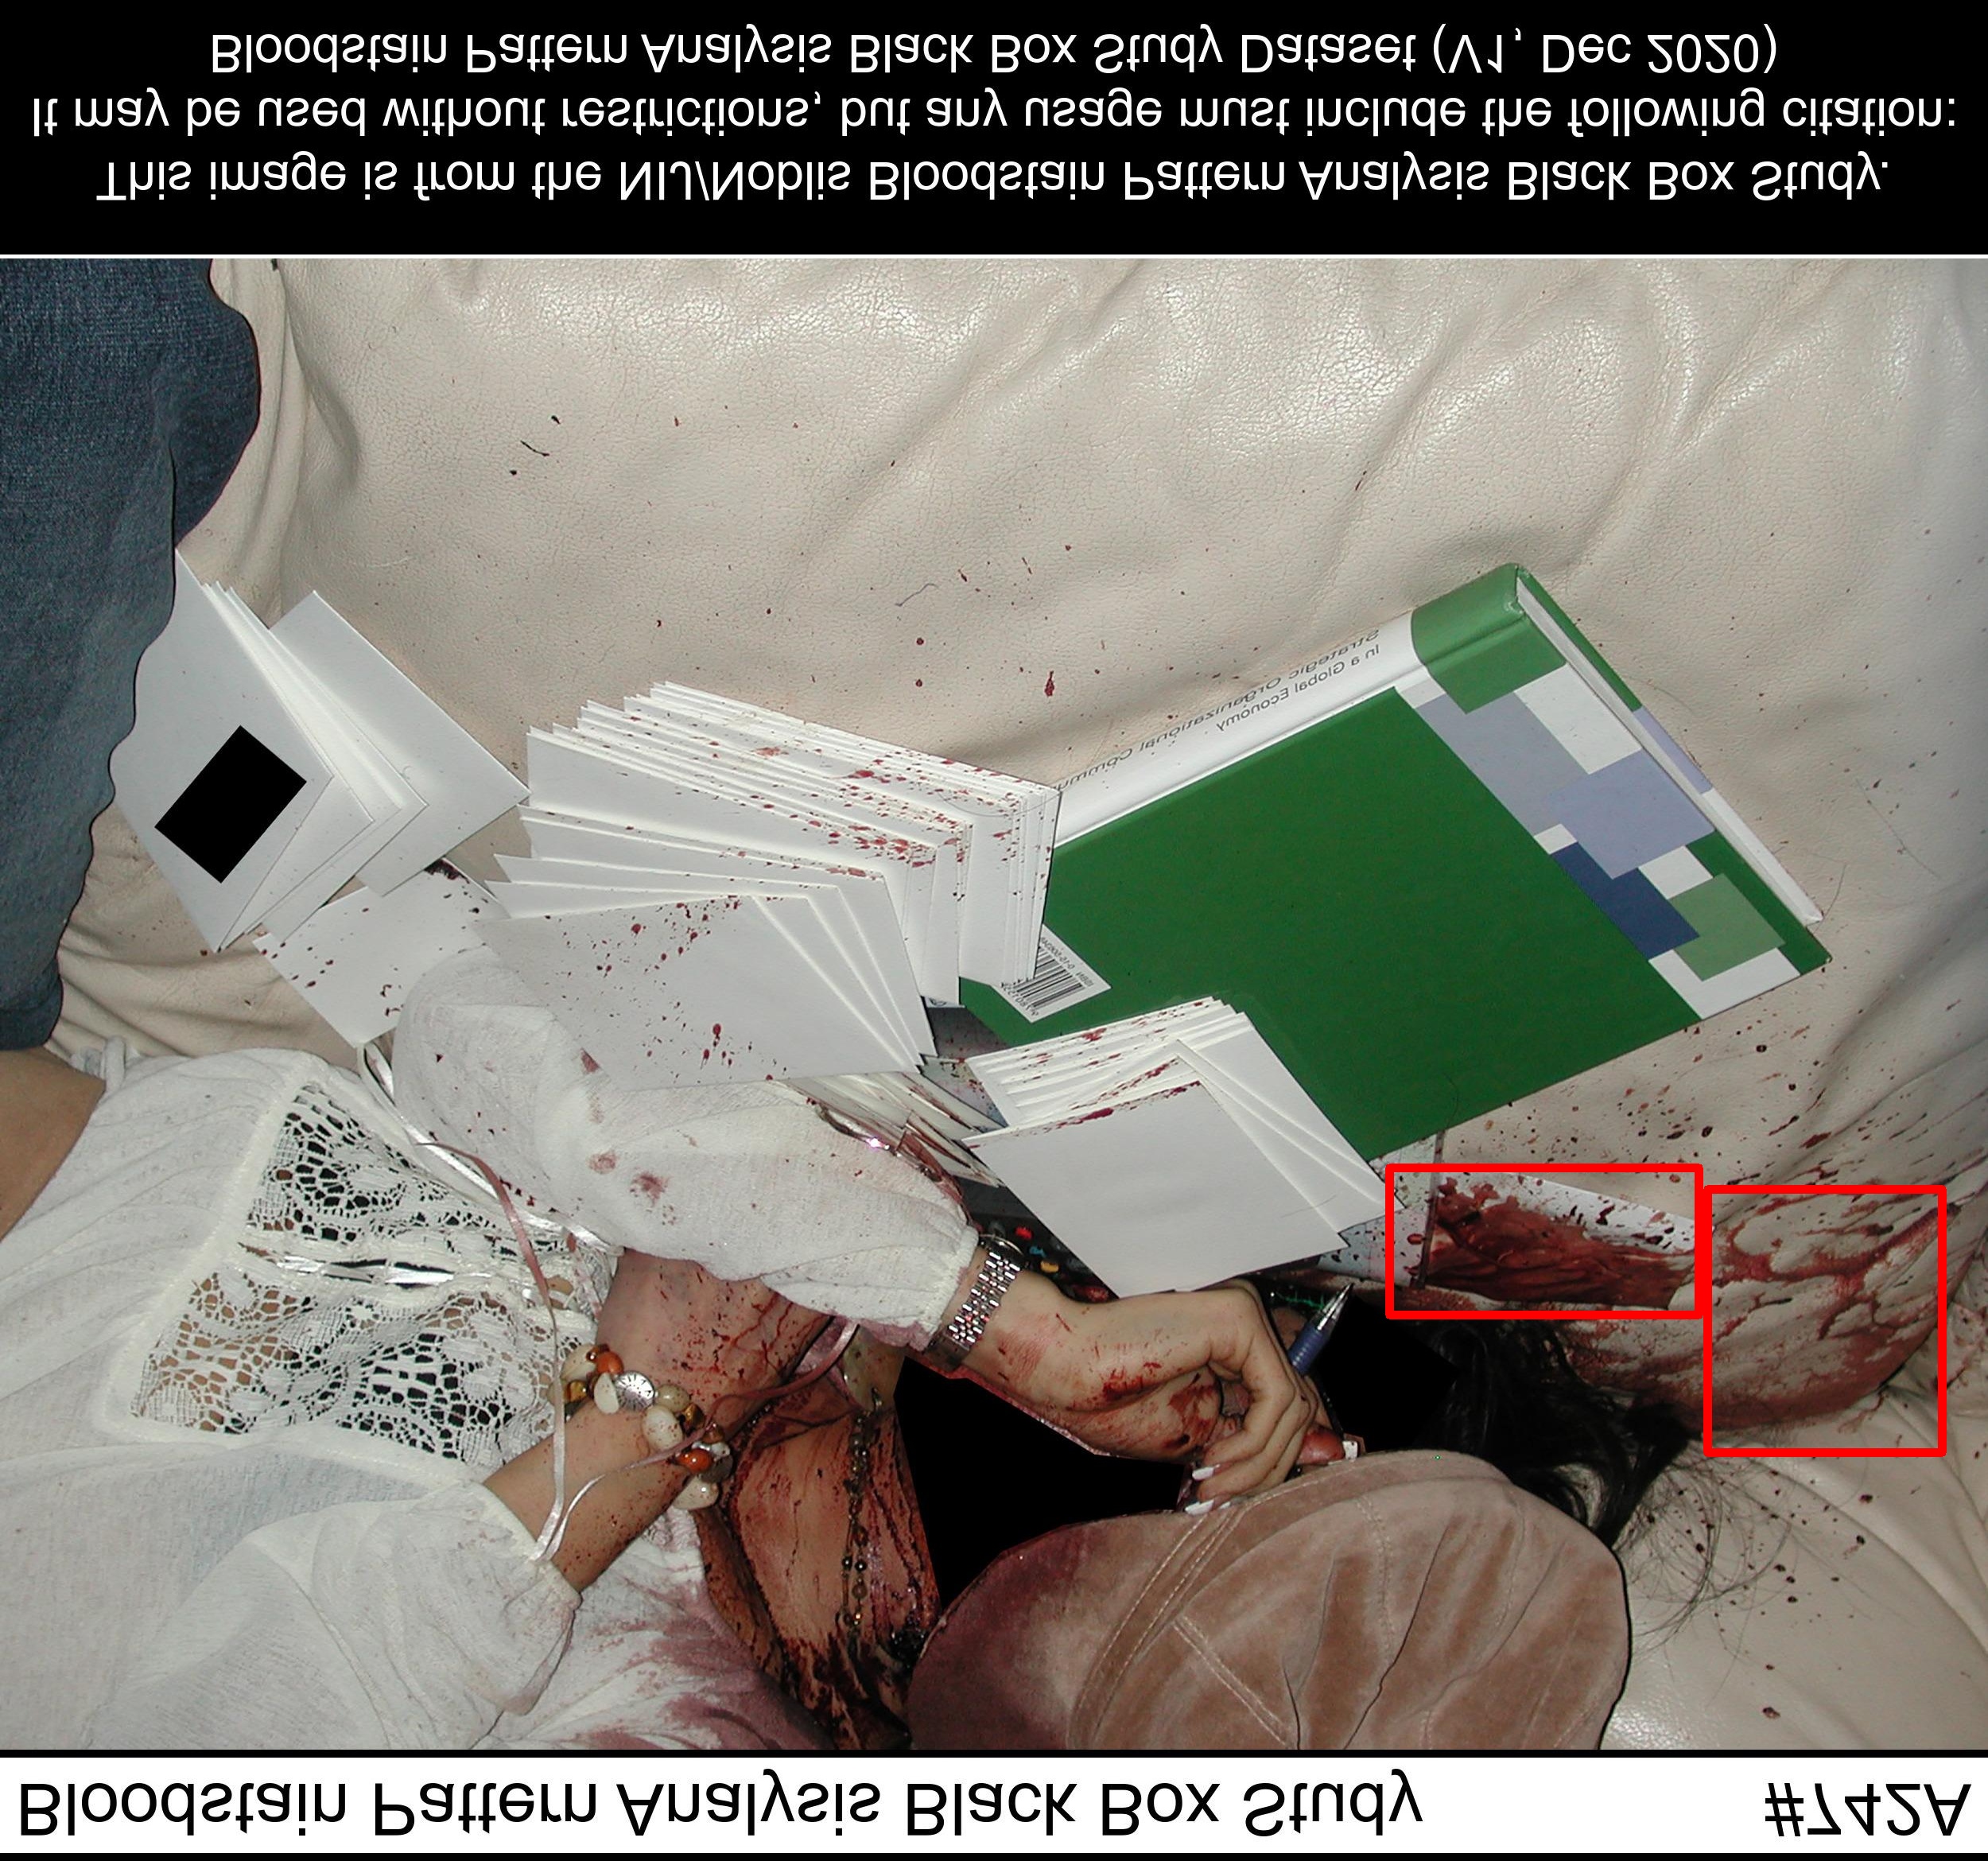 Bloodstain Pattern Analysis Black Box Study #742A
Strategic Organizational
In a Global Economy
This image is from the NIJ/Noblis Bloodstain Pattern Analysis Black Box Study.
It may be used without restrictions, but any usage must include the following citation:
Bloodstain Pattern Analysis Black Box Study Dataset (V1, Dec 2020)